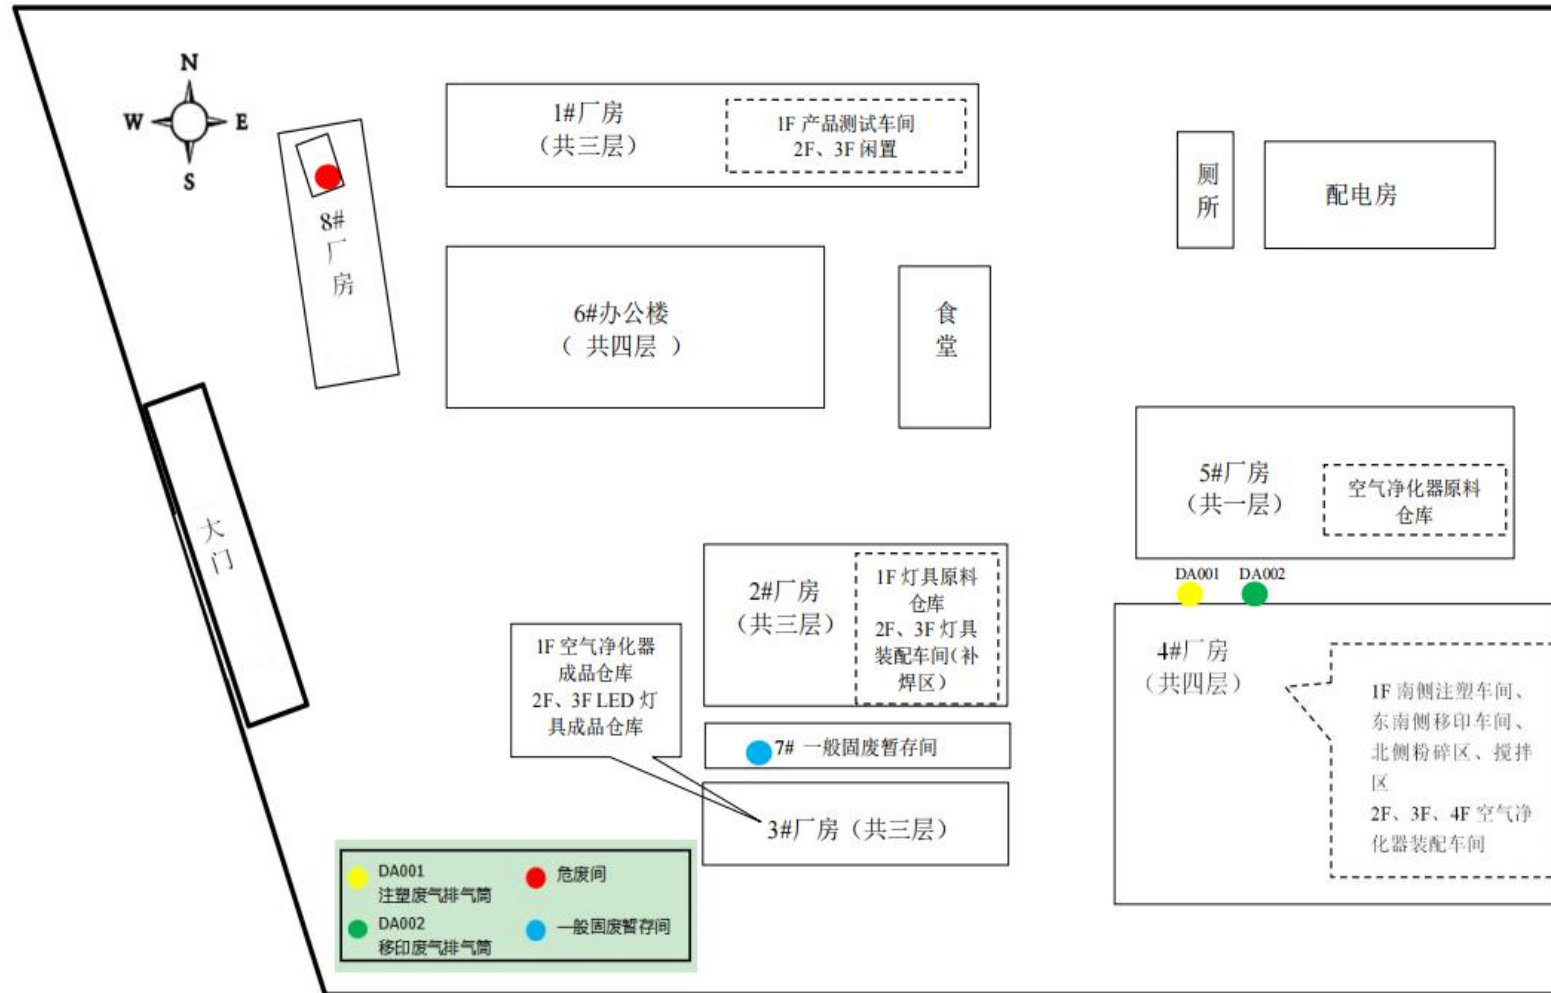 N
W
E
S
1#厂房
（共三层）
1F 产品测试车间
2F、3F 闲置
厕
所
配电房
8#
厂
房
6#办公楼
（ 共四层 ）
食
堂
大
门
5#厂房
（共一层）
空气净化器原料
仓库
DA001
DA002
2#厂房
（共三层）
1F 灯具原料
仓库
2F、3F 灯具
装配车间（补
焊区）
1F 空气净化器
成品仓库
2F、3F LED 灯
具成品仓库
4#厂房
（共四层）
1F 南侧注塑车间、
东南侧移印车间、
北侧粉碎区、搅拌
区
2F、3F、4F 空气净
化器装配车间
7# 一般固废暂存间
3#厂房（共三层）
DA001
注塑废气排气筒
危废间
DA002
移印废气排气筒
一般固废暂存间